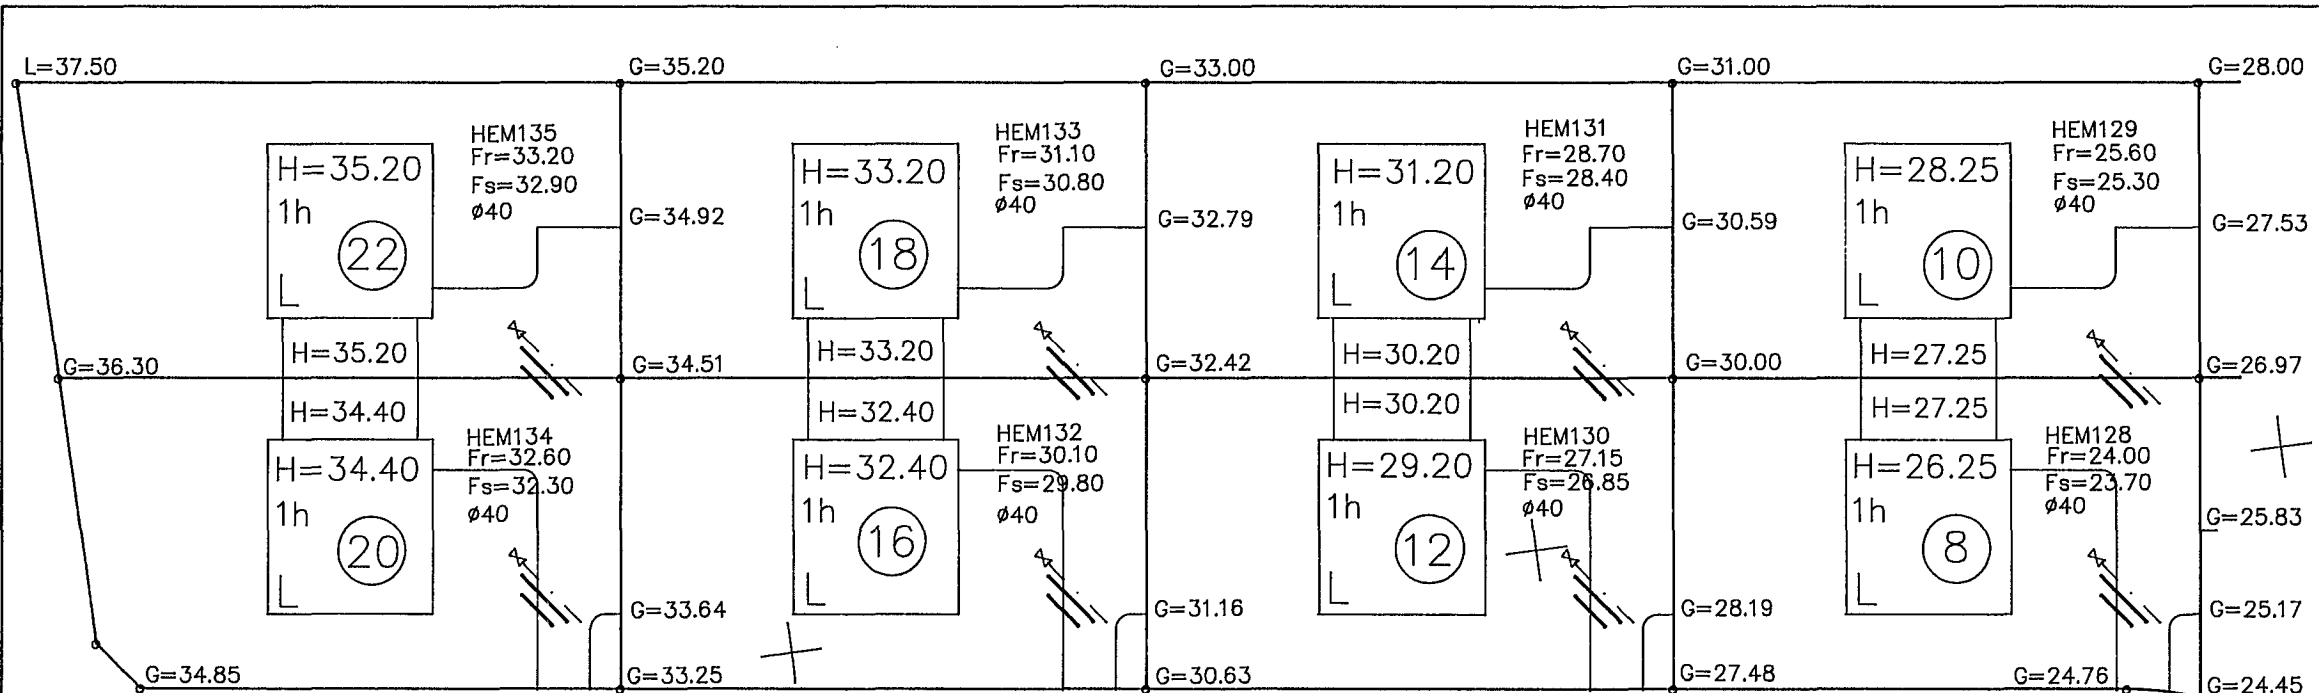 L=37.50
G=35.20
G=33.00
G=31.00
G=28.00
HEM135
Fr=33.20
Fs=32.90
ø40
H=35.20
1h
22
L
G=34.92
HEM133
Fr=31.10
Fs=30.80
ø40
H=33.20
1h
18
L
G=32.79
HEM131
Fr=28.70
Fs=28.40
ø40
H=31.20
1h
14
L
G=30.59
HEM129
Fr=25.60
Fs=25.30
ø40
H=28.25
1h
10
L
G=27.53
G=36.30
H=35.20
G=34.51
H=33.20
G=32.42
H=30.20
G=30.00
H=27.25
G=26.97
H=34.40
H=32.40
H=30.20
H=27.25
HEM134
Fr=32.60
Fs=32.30
ø40
H=34.40
1h
20
L
G=33.64
HEM132
Fr=30.10
Fs=29.80
ø40
H=32.40
1h
16
L
G=31.16
HEM130
Fr=27.15
Fs=26.85
ø40
H=29.20
1h
12
L
G=28.19
HEM128
Fr=24.00
Fs=23.70
ø40
H=26.25
1h
8
L
G=25.83
G=25.17
G=34.85
G=33.25
G=30.63
G=27.48
G=24.76
G=24.45